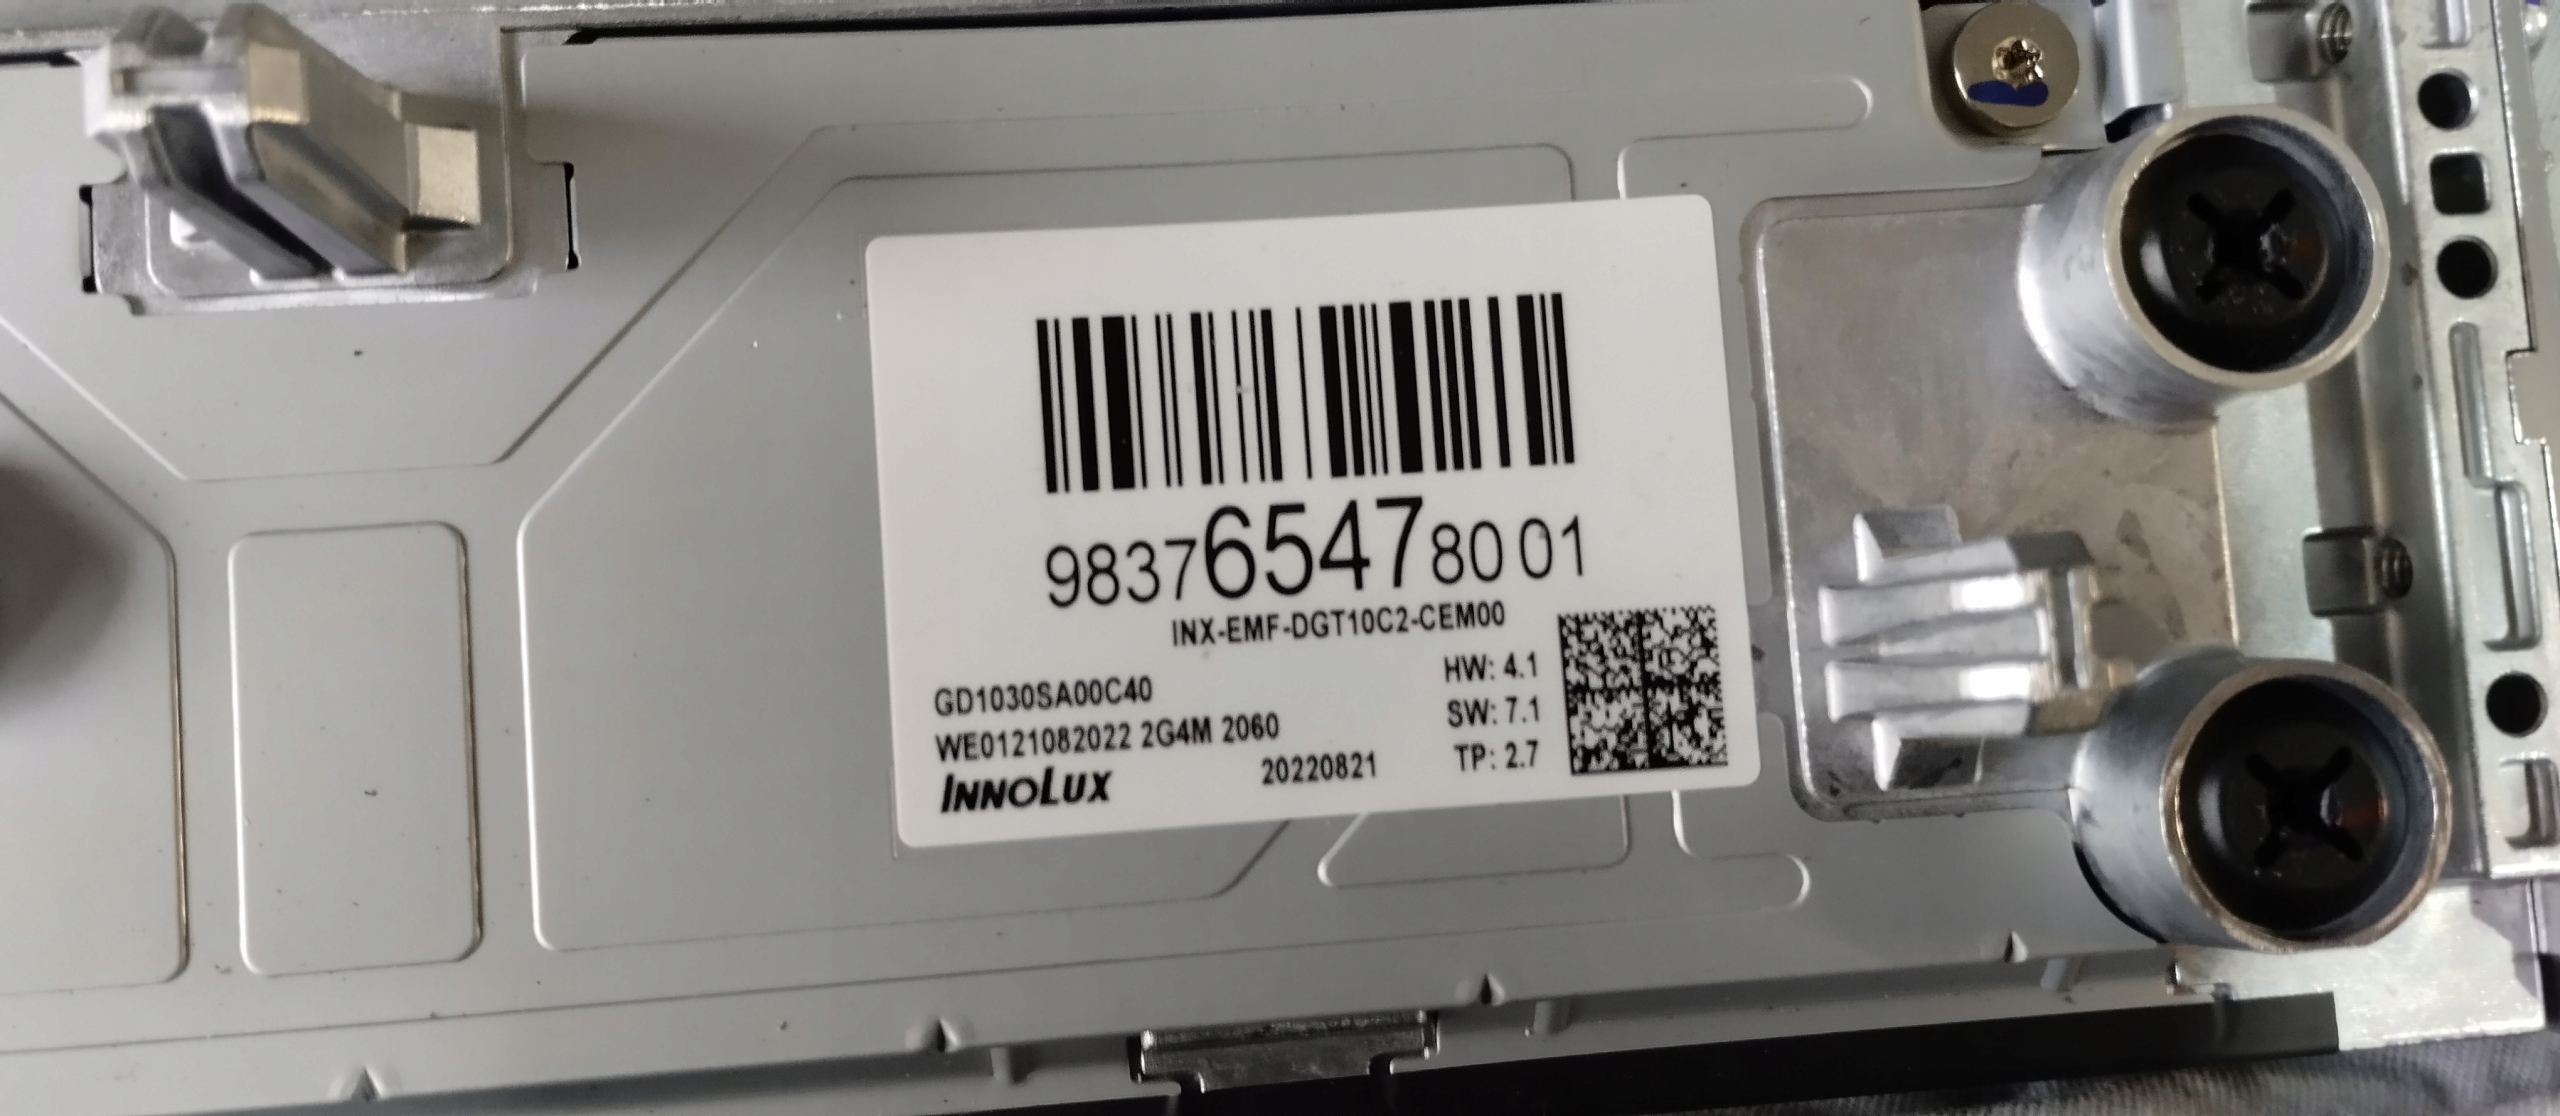 9837654780 01
INX-EMF-DGT10C2-CEM00
GD1030SA00C40
HW: 4.1
WE0121082022 2G4M 2060
SW: 7.1
INNOLUX
20220821
TP: 2.7